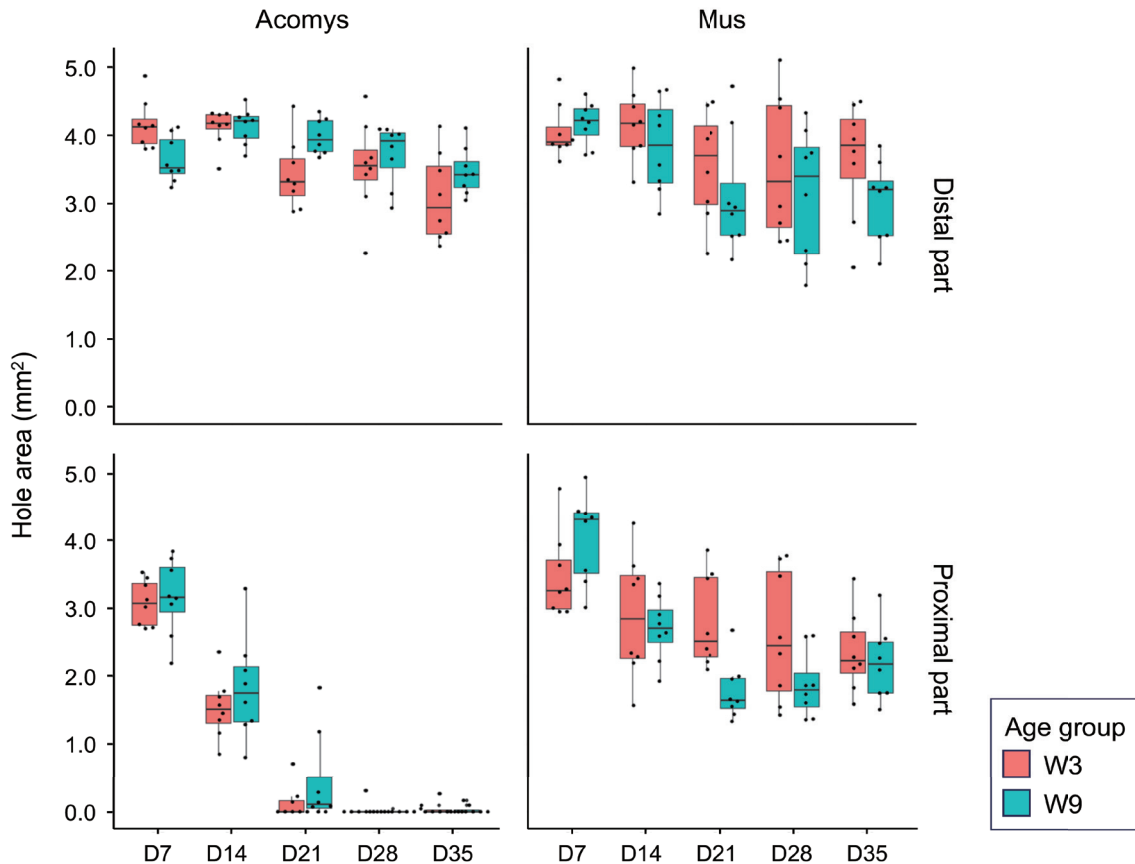 Acomys
Mus
5.0
4.0
3.0
2.0
1.0
0.0
Distal part
Hole area (mm²)
5.0
4.0
3.0
2.0
1.0
0.0
Proximal part
D7 D14 D21 D28 D35
D7 D14 D21 D28 D35
Age group
W3
W9